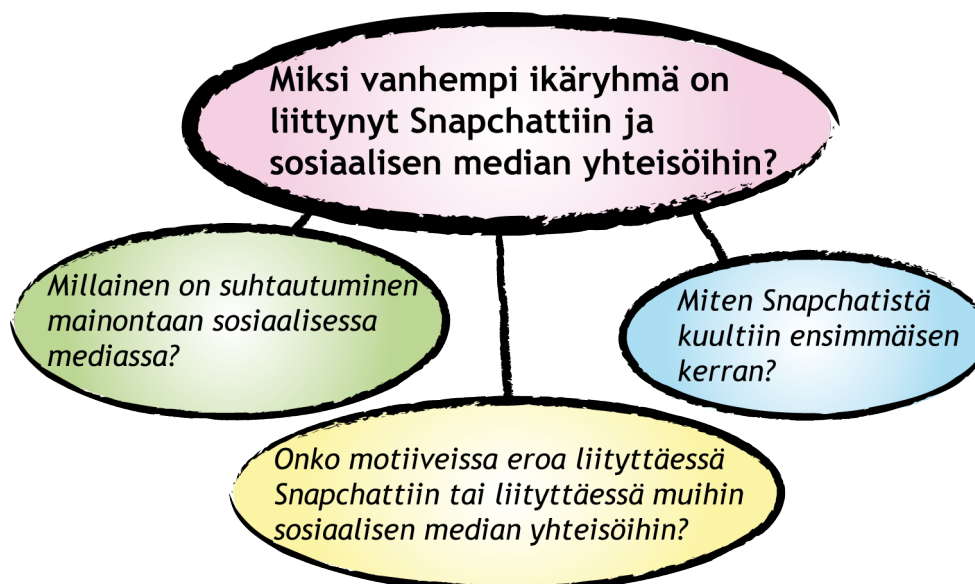 Miksi vanhempi ikäryhmä on
liittynyt Snapchattiin ja
sosiaalisen median yhteisöihin?
Millainen on suhtautuminen
mainontaan sosiaalisessa
mediassa?
Miten Snapchatistä
kuultiin ensimmäisen
kerran?
Onko motiiveissa eroa liityttäessä
Snapchattiin tai liityttäessä muihin
sosiaalisen median yhteisöihin?